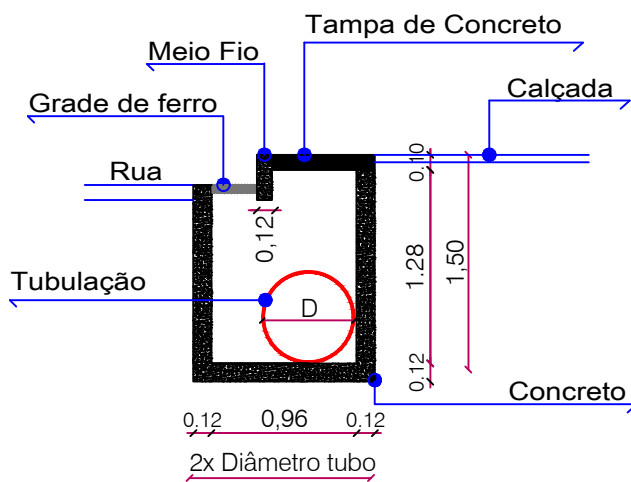 Tampa de Concreto
Meio Fio
Calçada
Grade de ferro
Rua
0,10
0,12
1.28
1,50
Tubulação
D
0,12
Concreto
0,12
0,96
0,12
2x Diâmetro tubo